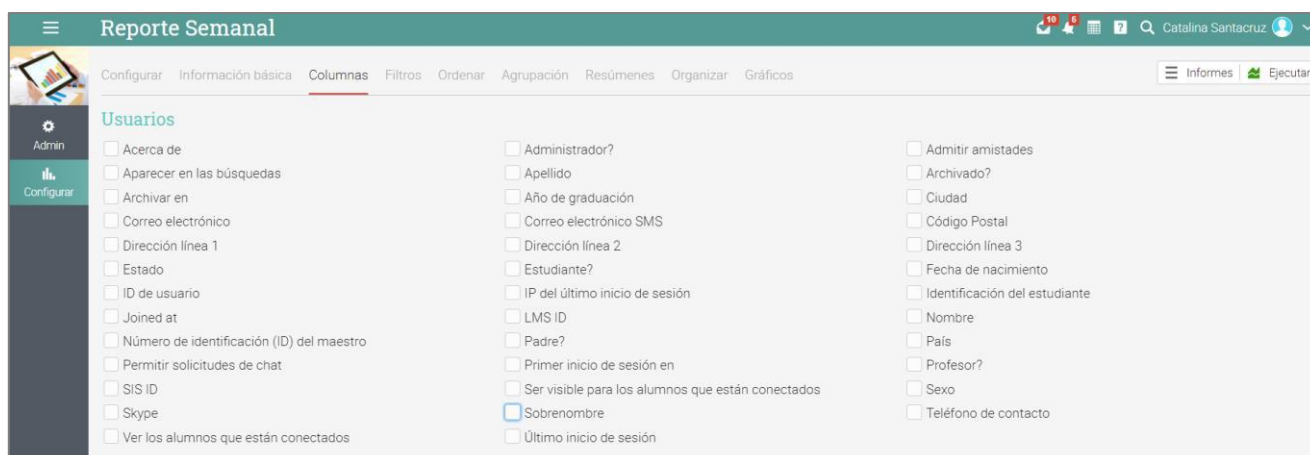 Reporte Semanal
10
6
?
Catalina Santacruz
Configurar Información básica Columnas Filtros Ordenar Agrupación Resúmenes Organizar Gráficos
Informes Ejecutar
Admin
Configurar
Usuarios
Acerca de Administrador? Admitir amistades
Aparecer en las búsquedas Apellido Archivado?
Archivar en Año de graduación Ciudad
Correo electrónico Correo electrónico SMS Código Postal
Dirección línea 1 Dirección línea 2 Dirección línea 3
Estado Estudiante? Fecha de nacimiento
ID de usuario IP del último inicio de sesión Identificación del estudiante
Joined at LMS ID Nombre
Número de identificación (ID) del maestro Padre? País
Permitir solicitudes de chat Primer inicio de sesión en Profesor?
SIS ID Ser visible para los alumnos que están conectados Sexo
Skype Sobrenombre Teléfono de contacto
Ver los alumnos que están conectados Último inicio de sesión